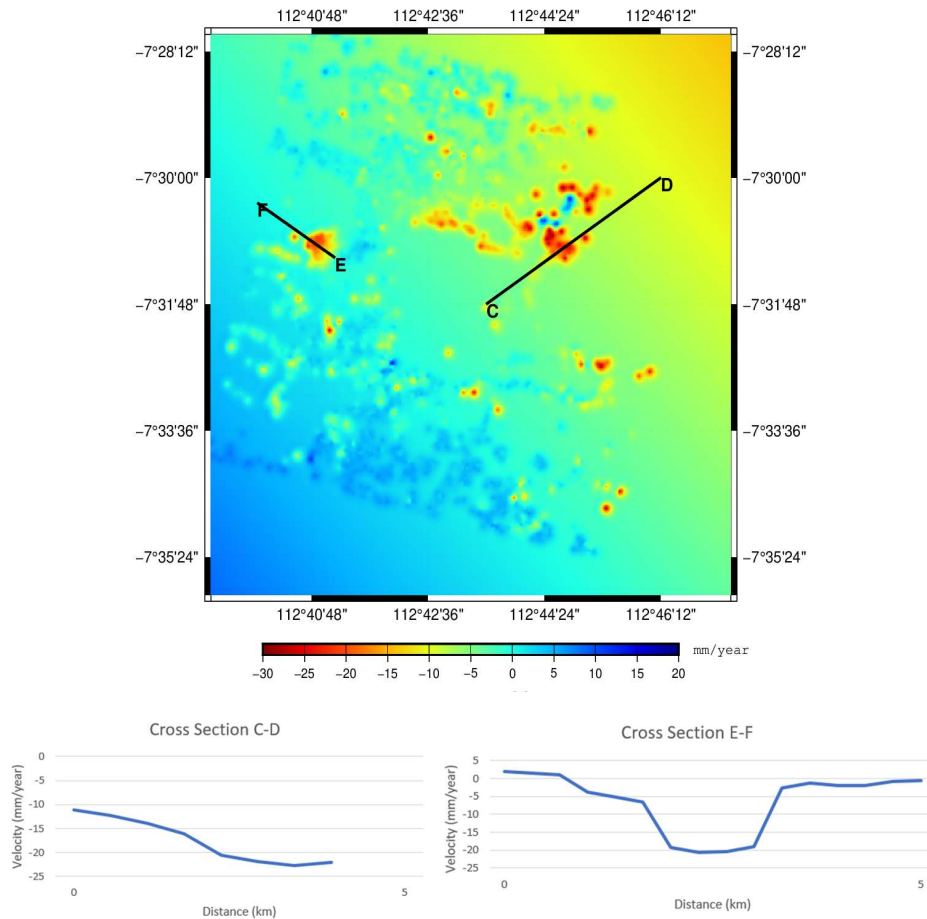 112°40'48" 112°42'36" 112°44'24" 112°46'12"
−7°28'12" −7°28'12"
−7°30'00" −7°30'00"
D
F
E
−7°31'48" −7°31'48"
C
−7°33'36" −7°33'36"
−7°35'24" −7°35'24"
112°40'48" 112°42'36" 112°44'24" 112°46'12"
mm/year
−30 −25 −20 −15 −10 −5 0 5 10 15 20
Cross Section C-D
0
-5
-10
-15
-20
-25
Velocity (mm/year)
0 5
Distance (km)
Cross Section E-F
5
0
-5
-10
-15
-20
-25
Velocity (mm/year)
0 5
Distance (km)